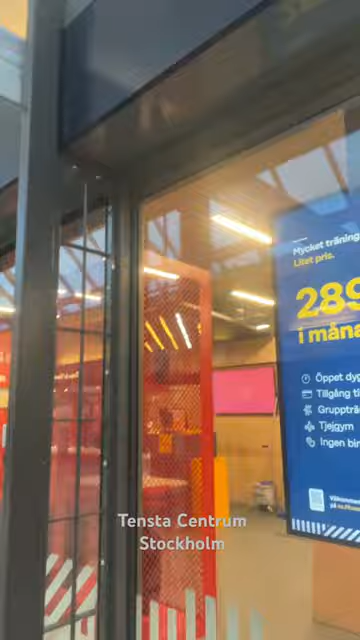 Mycket träning
Litet pris.
289
i måna
Öppet dyg
Tillgång ti
Gruppträ
Tjejgym
Ingen bin
Tensta Centrum
Stockholm